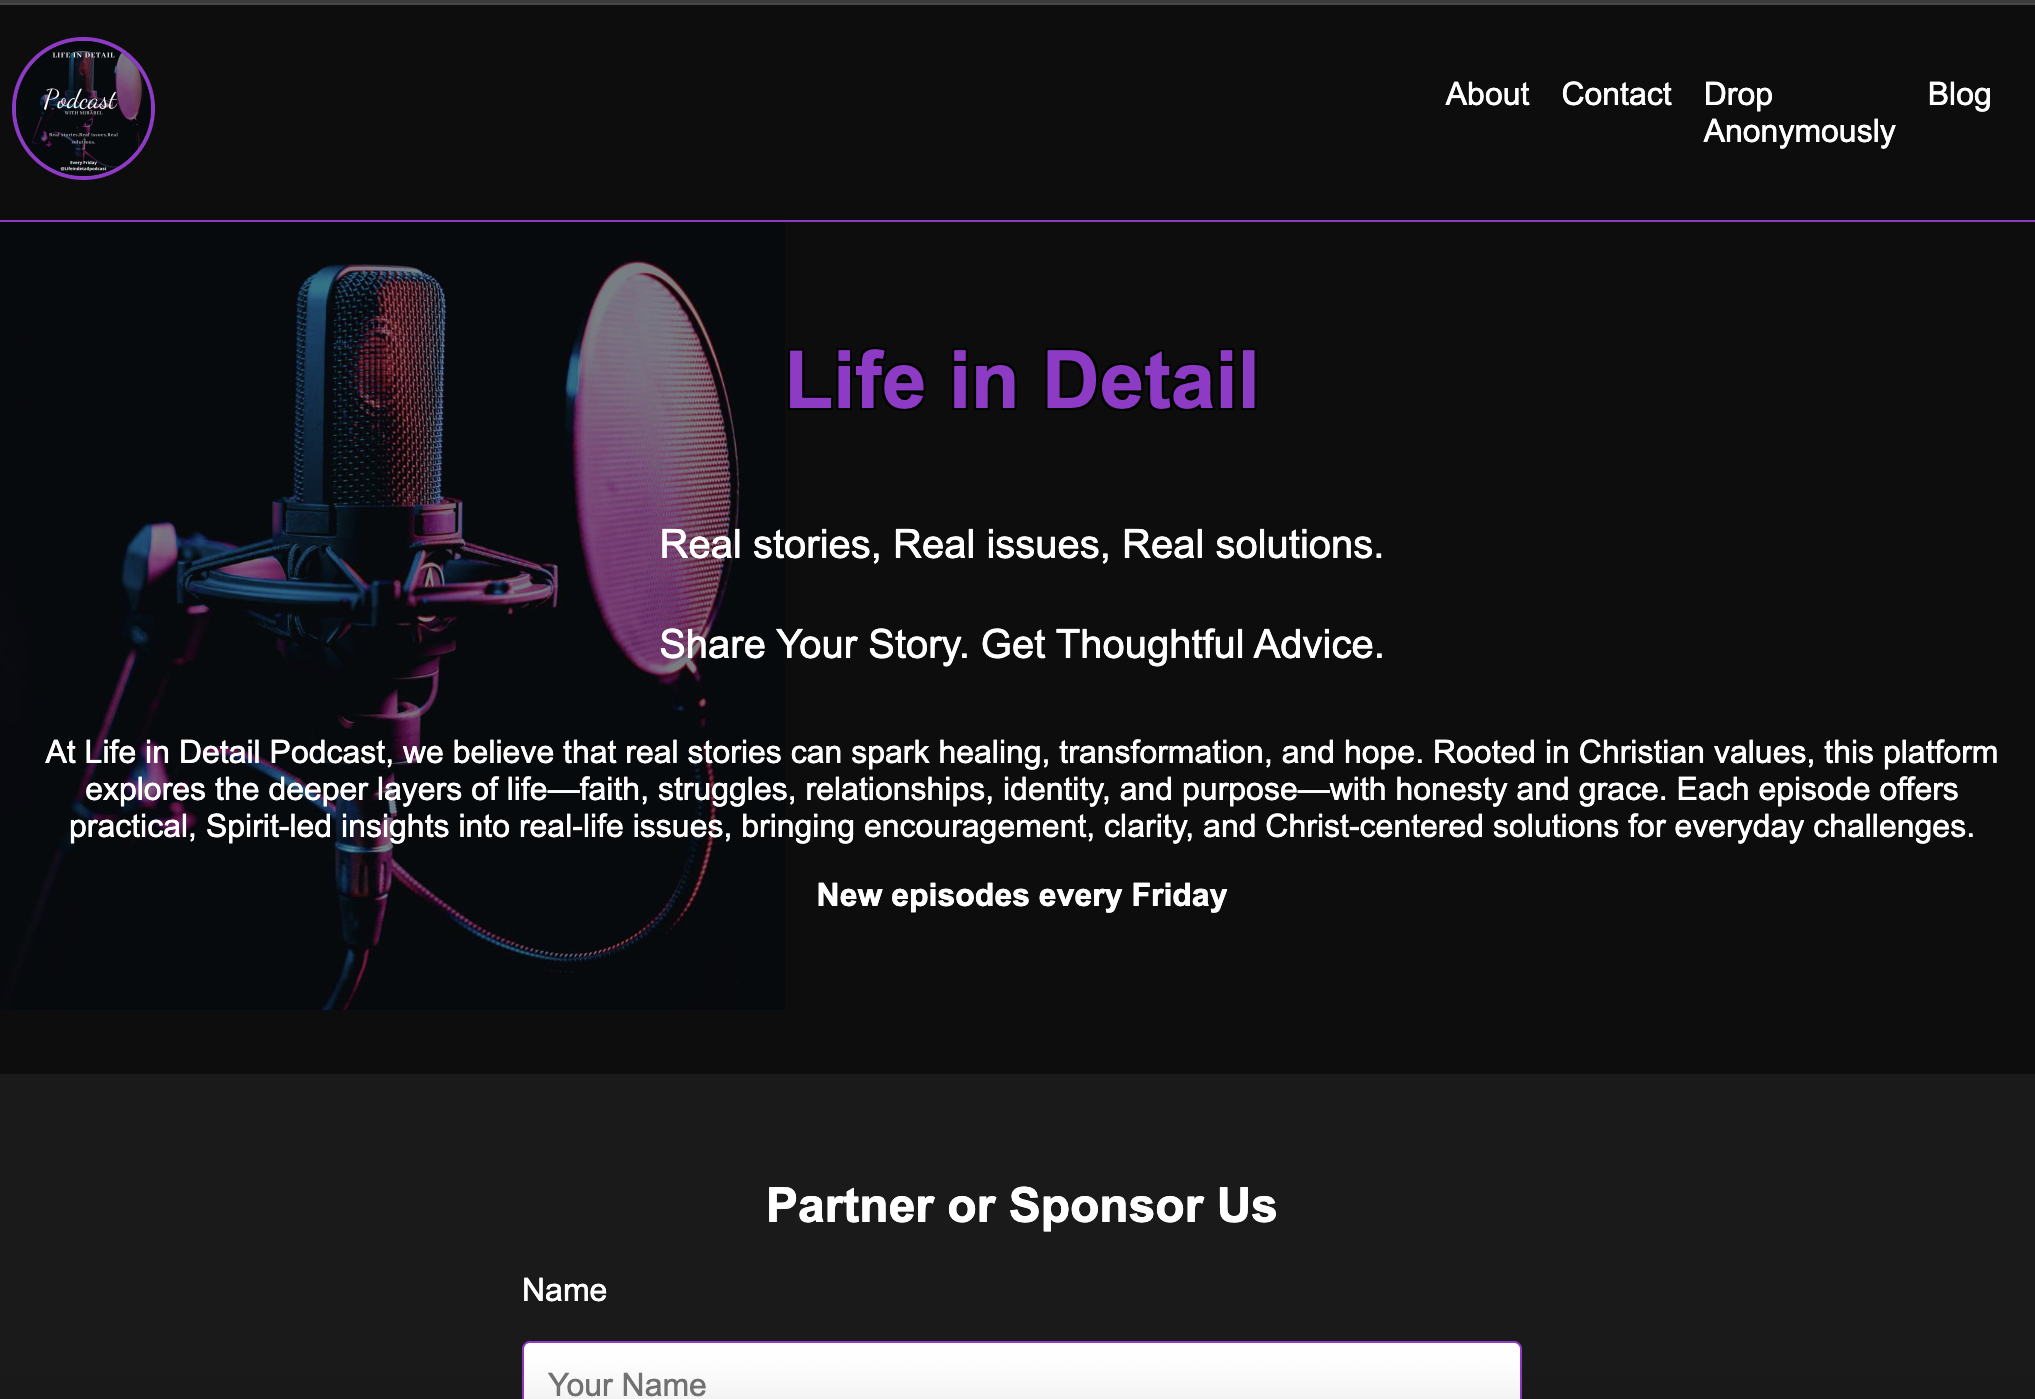 LIFE IN DETAIL
Podcast
WITH MIRABEL
Real stories.Real issues.Real
solutions.
Every Friday
@Lifeindetailpodcast
About
Contact
Drop
Anonymously
Blog
Life in Detail
Real stories, Real issues, Real solutions.
Share Your Story. Get Thoughtful Advice.
At Life in Detail Podcast, we believe that real stories can spark healing, transformation, and hope. Rooted in Christian values, this platform
explores the deeper layers of life—faith, struggles, relationships, identity, and purpose—with honesty and grace. Each episode offers
practical, Spirit-led insights into real-life issues, bringing encouragement, clarity, and Christ-centered solutions for everyday challenges.
New episodes every Friday
Partner or Sponsor Us
Name
Your Name